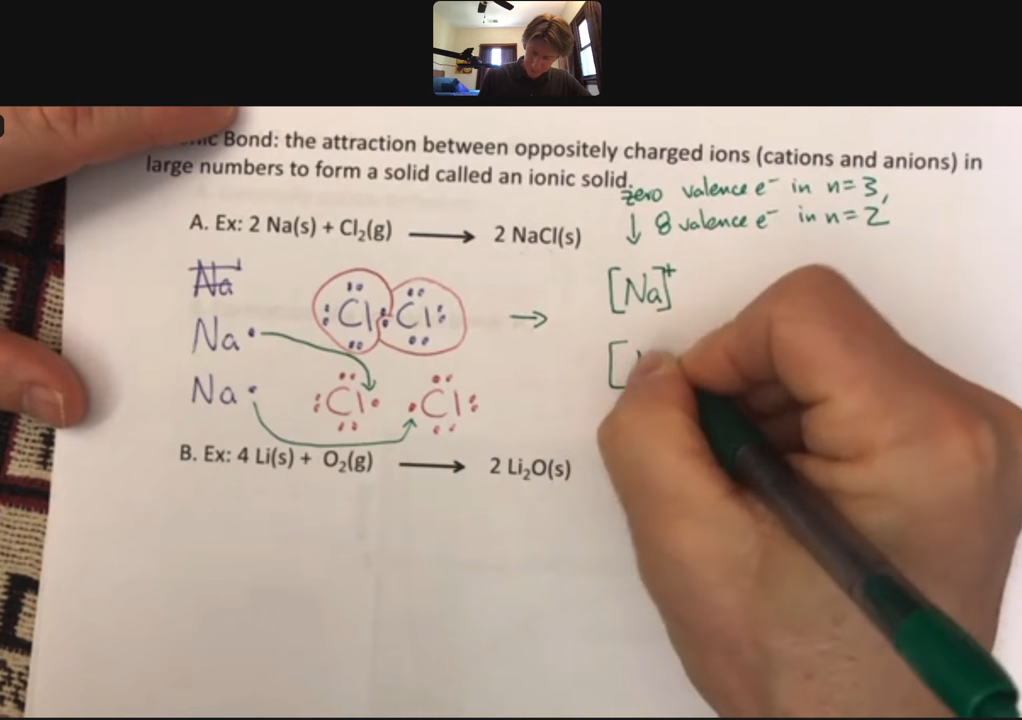 Bond: the attraction between oppositely charged ions (cations and anions) in
large numbers to form a solid called an ionic solid.
zero valence e⁻ in n=3,
↓ 8 valence e⁻ in n=2
A. Ex: 2 Na(s) + Cl₂(g) ⟶ 2 NaCl(s)
Na Cl Cl → [Na]⁺
Na
Na Cl Cl [
B. Ex: 4 Li(s) + O₂(g) ⟶ 2 Li₂O(s)